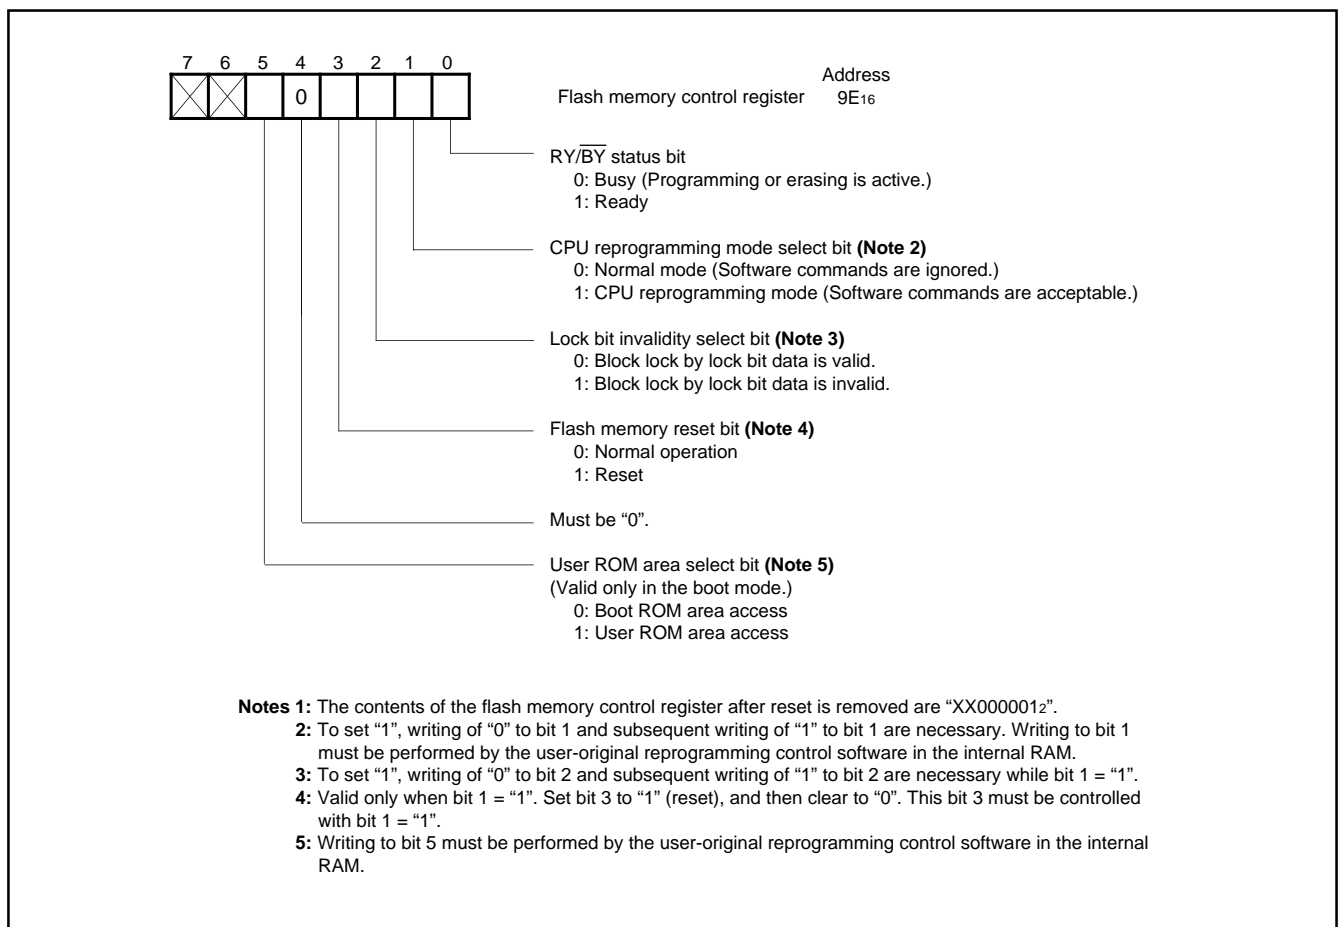 7 6 5 4 3 2 1 0
0
Address
Flash memory control register 9E16
RY/BY status bit
0: Busy (Programming or erasing is active.)
1: Ready
CPU reprogramming mode select bit (Note 2)
0: Normal mode (Software commands are ignored.)
1: CPU reprogramming mode (Software commands are acceptable.)
Lock bit invalidity select bit (Note 3)
0: Block lock by lock bit data is valid.
1: Block lock by lock bit data is invalid.
Flash memory reset bit (Note 4)
0: Normal operation
1: Reset
Must be “0”.
User ROM area select bit (Note 5)
(Valid only in the boot mode.)
0: Boot ROM area access
1: User ROM area access
Notes 1: The contents of the flash memory control register after reset is removed are “XX0000012”.
2: To set “1”, writing of “0” to bit 1 and subsequent writing of “1” to bit 1 are necessary. Writing to bit 1
must be performed by the user-original reprogramming control software in the internal RAM.
3: To set “1”, writing of “0” to bit 2 and subsequent writing of “1” to bit 2 are necessary while bit 1 = “1”.
4: Valid only when bit 1 = “1”. Set bit 3 to “1” (reset), and then clear to “0”. This bit 3 must be controlled
with bit 1 = “1”.
5: Writing to bit 5 must be performed by the user-original reprogramming control software in the internal
RAM.